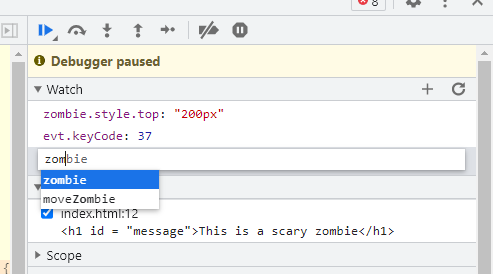 8
Debugger paused
Watch
zombie.style.top: "200px"
evt.keyCode: 37
zombie
zombie
moveZombie
index.html:12
<h1 id = "message">This is a scary zombie</h1>
Scope
{